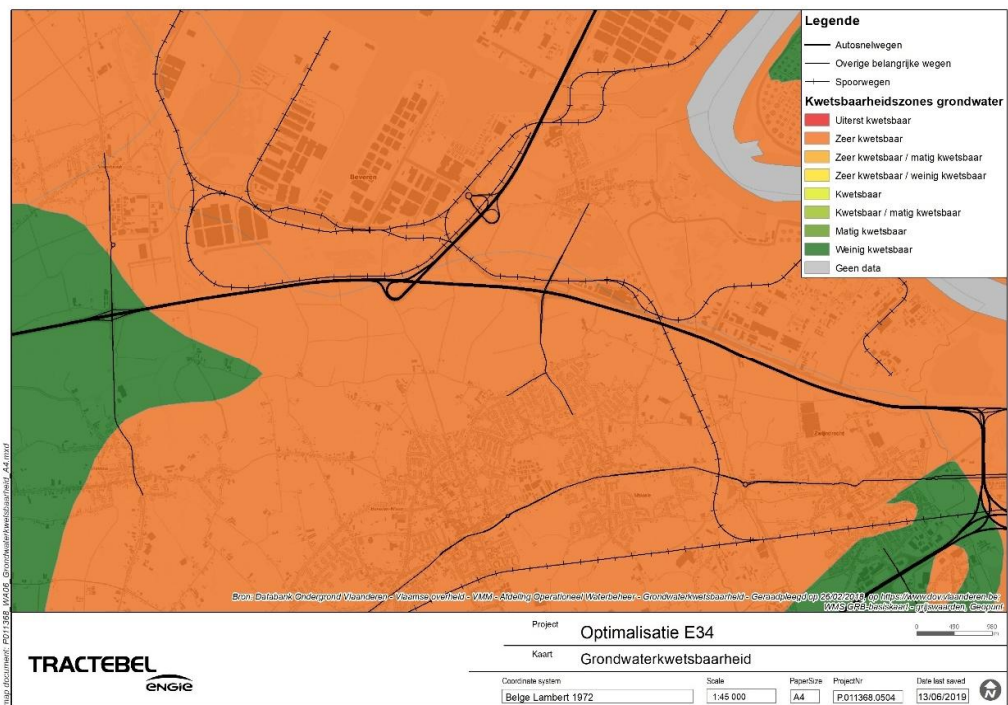 Legende
Autosnelwegen
Overige belangrijke wegen
Spoorwegen
Kwetsbaarheidszones grondwater
Uiterst kwetsbaar
Zeer kwetsbaar
Zeer kwetsbaar / matig kwetsbaar
Zeer kwetsbaar / weinig kwetsbaar
Kwetsbaar
Kwetsbaar / matig kwetsbaar
Matig kwetsbaar
Weinig kwetsbaar
Geen data
Beveren
Zwijndrecht
Melsele
Bron: Databank Ondergrond Vlaanderen - Vlaamse overheid - VMM - Afdeling Operationeel Waterbeheer - Grondwaterkwetsbaarheid - Geraadpleegd op 26/02/2018, op https://www.dov.vlaanderen.be;
WMS GRB-basiskaart - grijswaarden, Geopunt
map document: P011368_WA06_Grondwaterkwetsbaarheid_A4.mxd
TRACTEBEL
ENGIE
Project Optimalisatie E34
0 490 980
m
Kaart Grondwaterkwetsbaarheid
Coordinate system Scale PaperSize ProjectNr Date last saved
Belge Lambert 1972 1:45 000 A4 P.011368.0504 13/06/2019
N